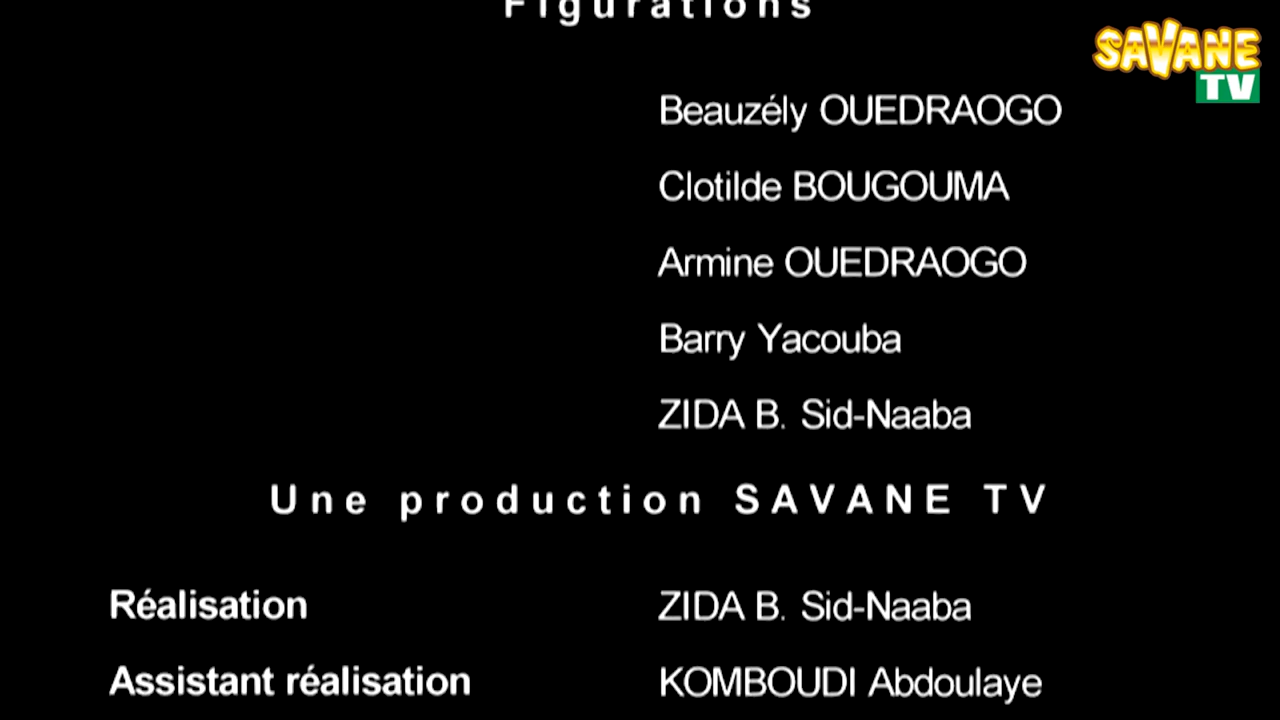 Figurations
SAVANE
TV
Beauzély OUEDRAOGO
Clotilde BOUGOUMA
Armine OUEDRAOGO
Barry Yacouba
ZIDA B. Sid-Naaba
Une production SAVANE TV
Réalisation ZIDA B. Sid-Naaba
Assistant réalisation KOMBOUDI Abdoulaye